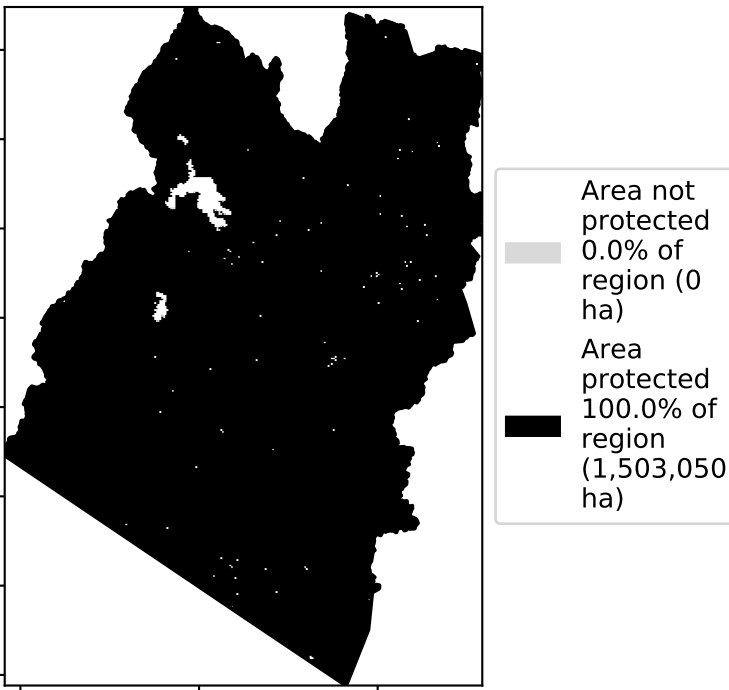 Area not
protected
0.0% of
region (0
ha)
Area
protected
100.0% of
region
(1,503,050
ha)